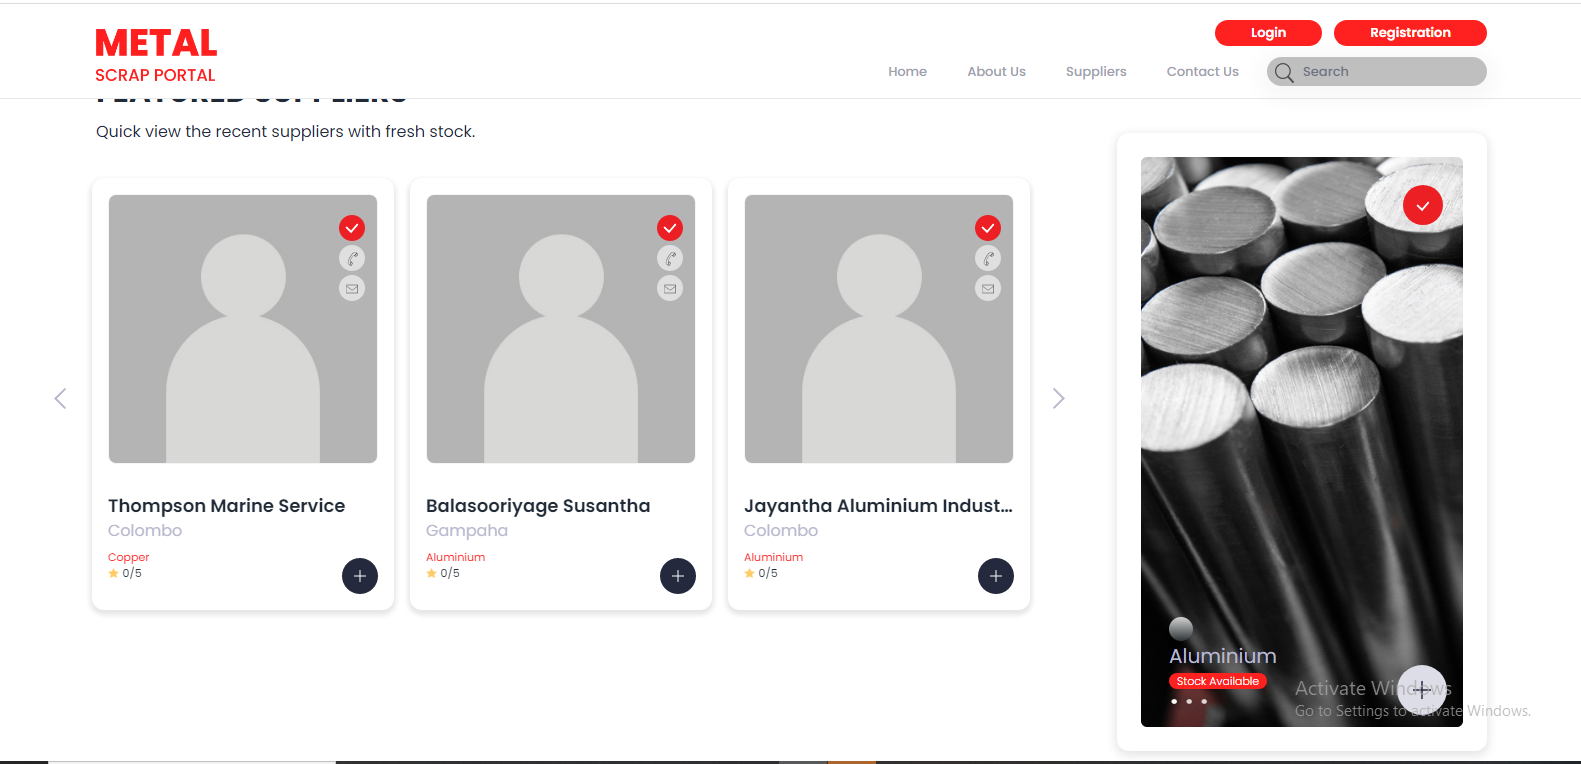 METAL
SCRAP PORTAL
Login
Registration
Home
About Us
Suppliers
Contact Us
Search
FEATURED SUPPLIERS
Quick view the recent suppliers with fresh stock.
Thompson Marine Service
Colombo
Copper
0/5
Balasooriyage Susantha
Gampaha
Aluminium
0/5
Jayantha Aluminium Indust...
Colombo
Aluminium
0/5
Aluminium
Stock Available
Activate Windows
Go to Settings to activate Windows.